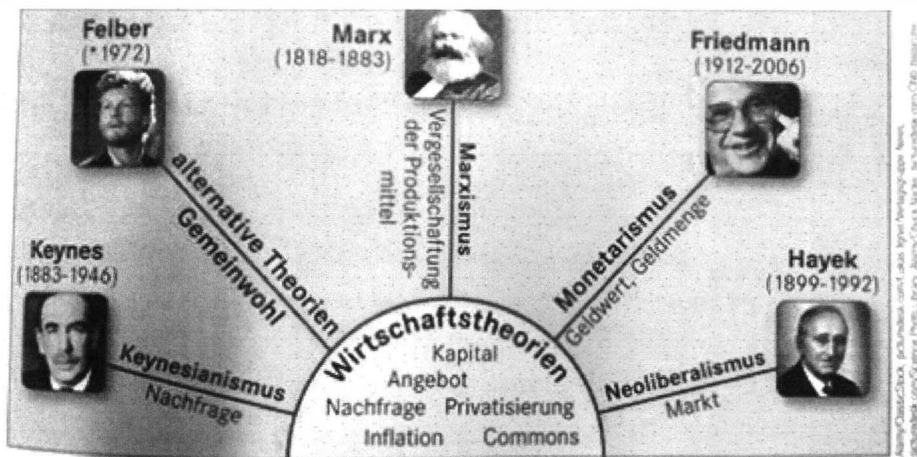 Felber
(*1972)
Marx
(1818-1883)
Friedmann
(1912-2006)
Keynes
(1883-1946)
Hayek
(1899-1992)
alternative Theorien
Gemeinwohl
Marxismus
Vergesellschaftung
der Produktions-
mittel
Monetarismus
Geldwert, Geldmenge
Keynesianismus
Nachfrage
Neoliberalismus
Markt
Wirtschaftstheorien
Kapital
Angebot
Nachfrage Privatisierung
Inflation Commons